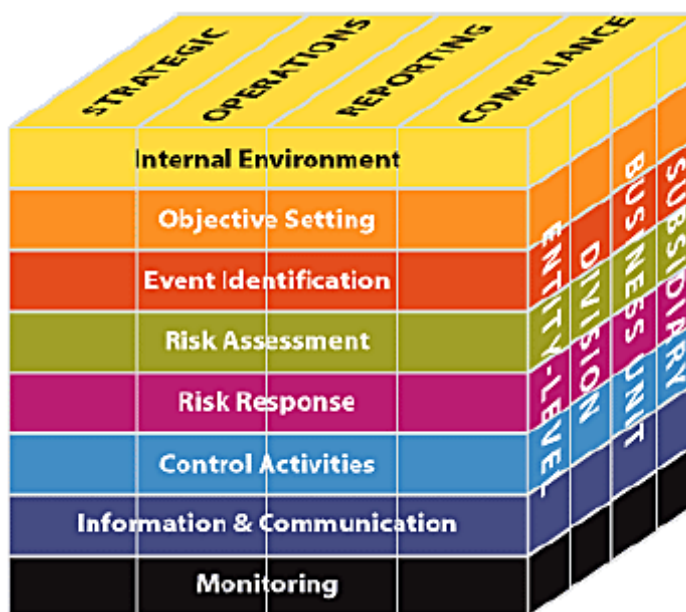 STRATEGIC
OPERATIONS
REPORTING
COMPLIANCE
Internal Environment
Objective Setting
Event Identification
Risk Assessment
Risk Response
Control Activities
Information & Communication
Monitoring
ENTITY-LEVEL
DIVISION
BUSINESS UNIT
SUBSIDIARY